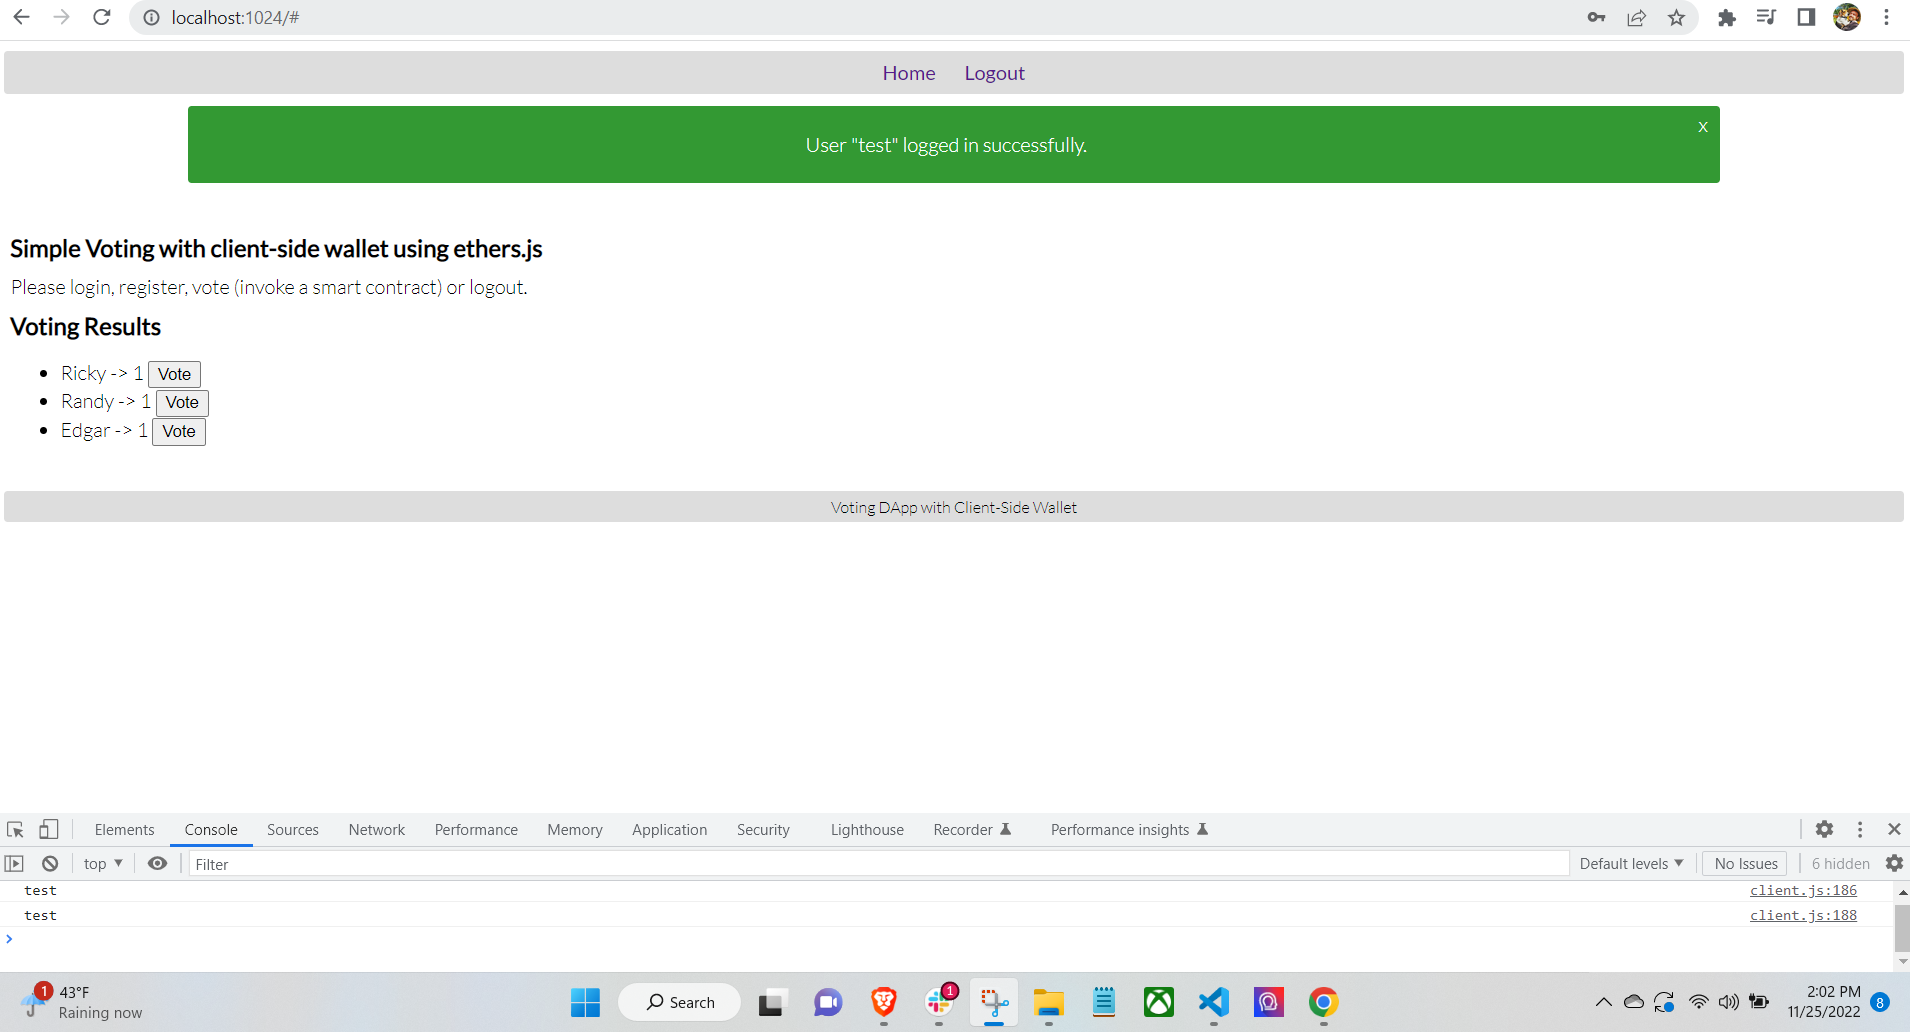 localhost:1024/#
Home Logout
User "test" logged in successfully.
x
Simple Voting with client-side wallet using ethers.js
Please login, register, vote (invoke a smart contract) or logout.
Voting Results
Ricky -> 1 Vote
Randy -> 1 Vote
Edgar -> 1 Vote
Voting DApp with Client-Side Wallet
Elements Console Sources Network Performance Memory Application Security Lighthouse Recorder Performance insights
top Filter Default levels No Issues 6 hidden
test client.js:186
test client.js:188
1 43°F
Raining now
Search
1
2:02 PM
11/25/2022
8